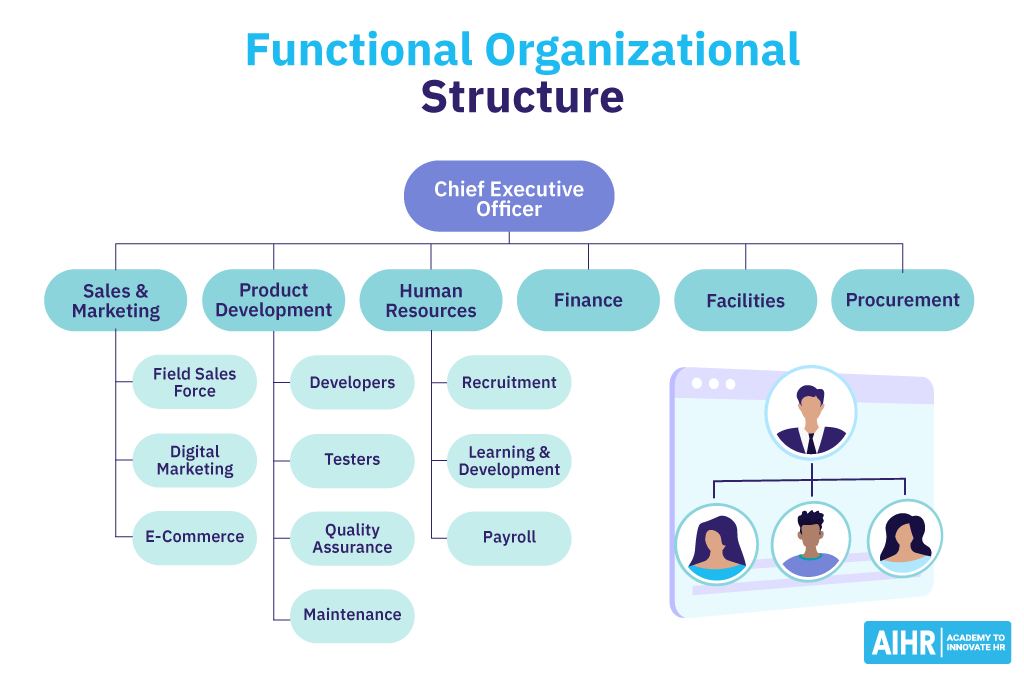 Functional Organizational
Structure
Chief Executive
Officer
Sales &
Marketing
Product
Development
Human
Resources
Finance
Facilities
Procurement
Field Sales
Force
Digital
Marketing
E-Commerce
Developers
Testers
Quality
Assurance
Maintenance
Recruitment
Learning &
Development
Payroll
AIHR
ACADEMY TO
INNOVATE HR